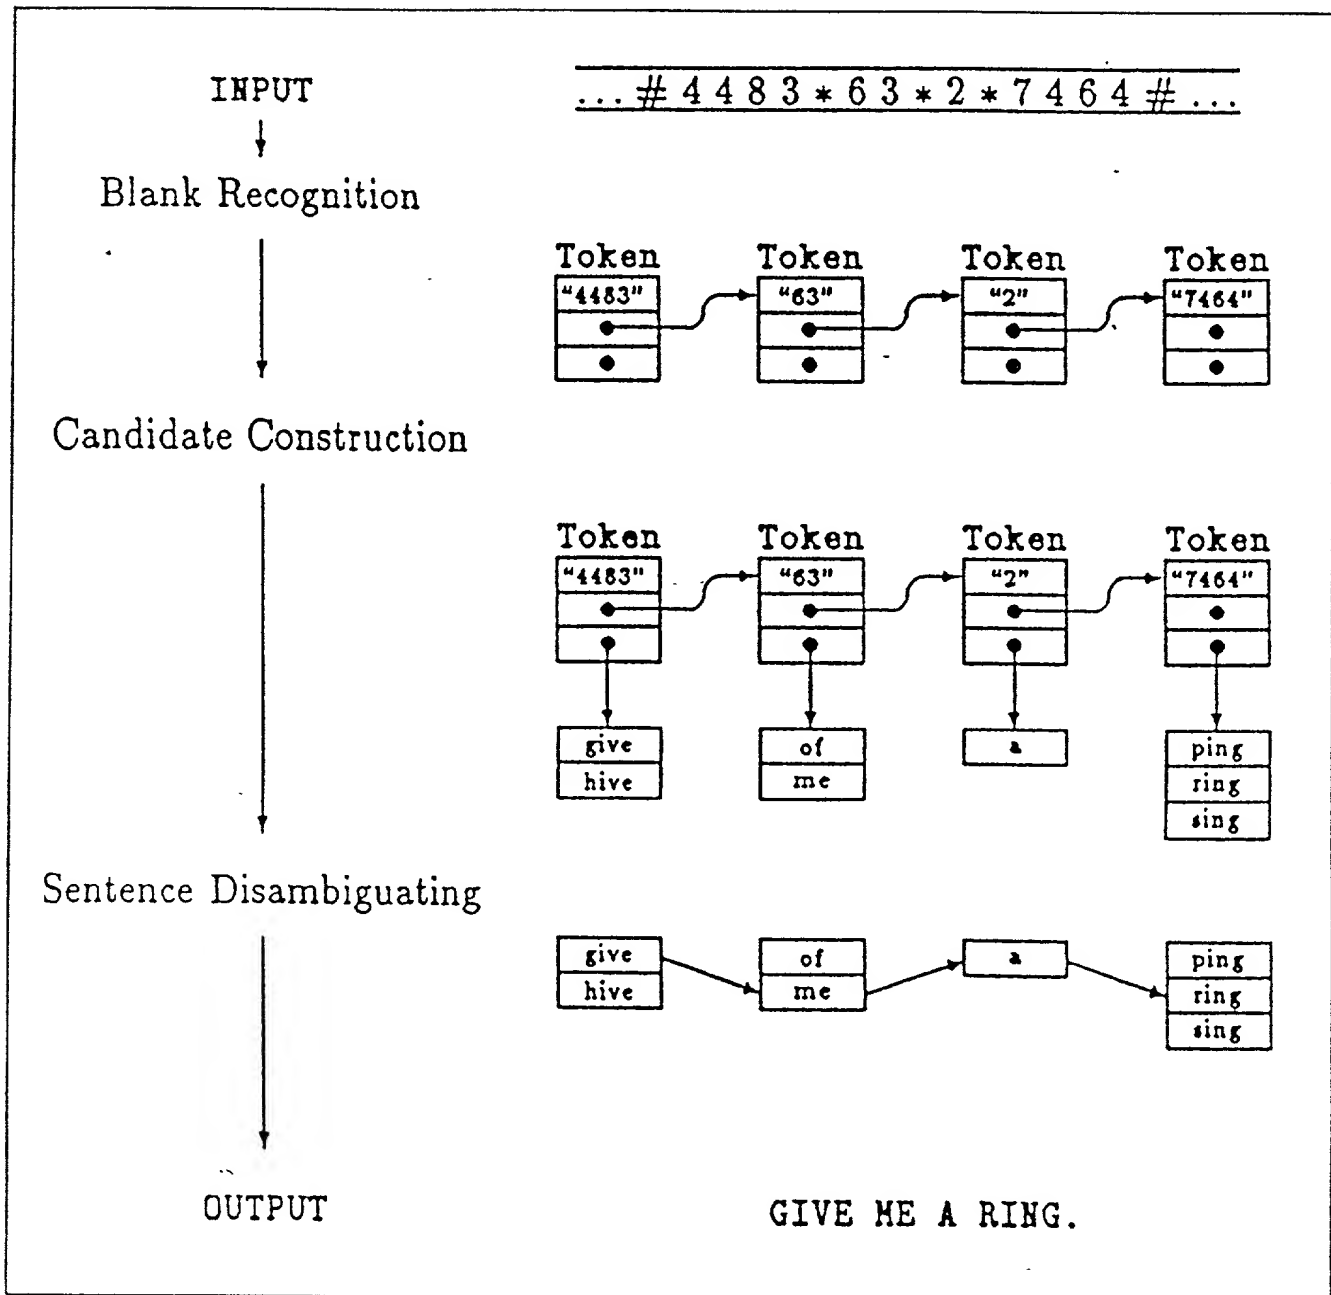 INPUT
... # 4 4 8 3 * 6 3 * 2 * 7 4 6 4 # ...
Blank Recognition
Token Token Token Token
"4483" "63" "2" "7464"
Candidate Construction
Token Token Token Token
"4483" "63" "2" "7464"
give of a ping
hive me ring
sing
Sentence Disambiguating
give of a ping
hive me ring
sing
OUTPUT
GIVE ME A RING.